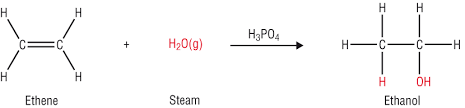 H H H H
C C + H₂O(g) H₃PO₄ H C C H
H H H OH
Ethene Steam Ethanol